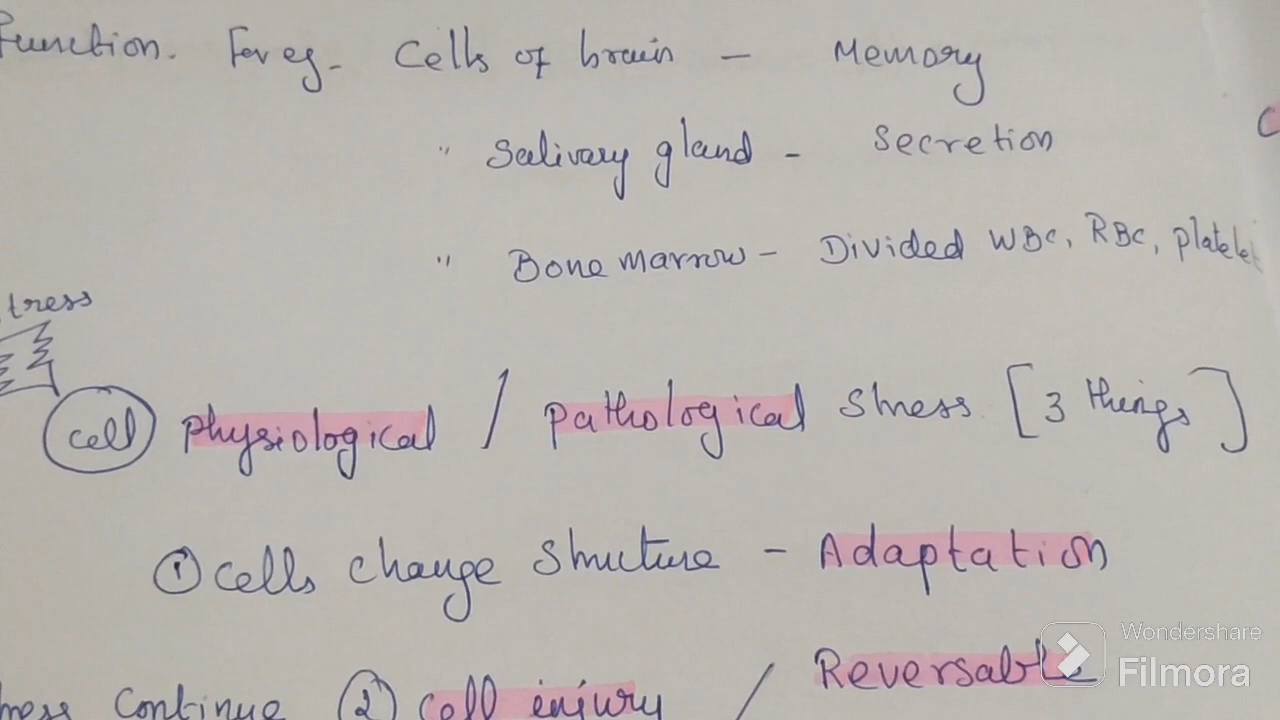 Function. For eg- Cells of brain - Memory
" Salivary gland - Secretion
" Bone marrow - Divided WBC, RBC, platelet
tress
cell physiological / pathological stress [3 things]
① cells change structure - Adaptation
continue ② cell injury / Reversable
Wondershare
Filmora